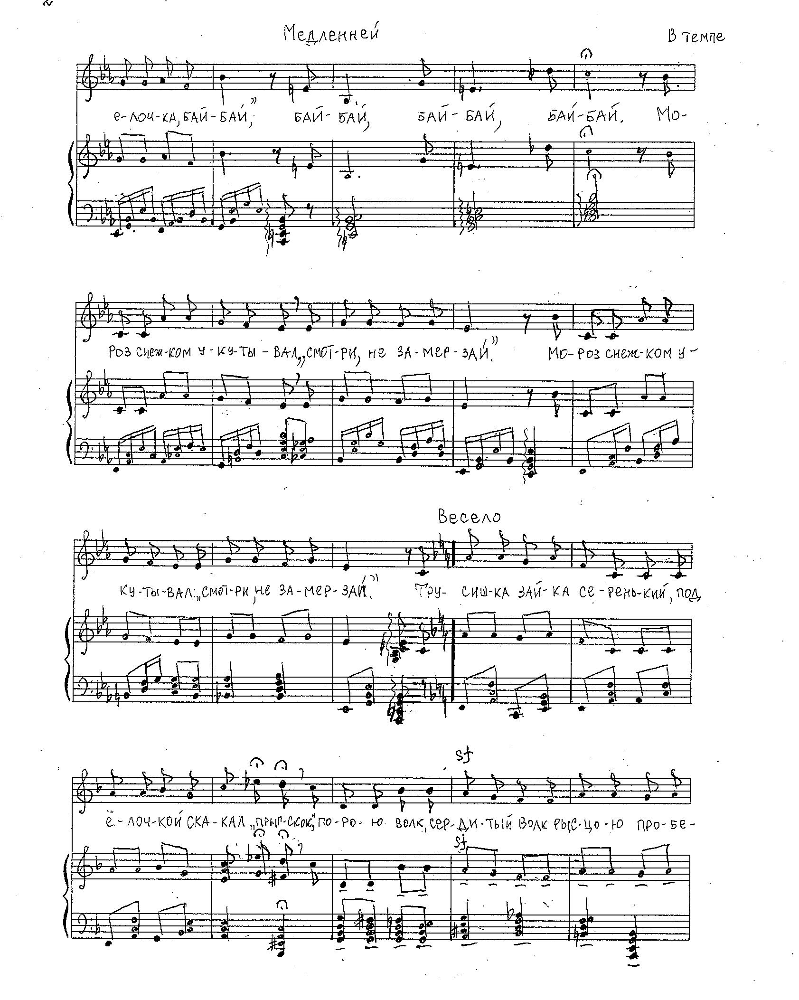 Медленней В темпе
е-лоч-ка, бай-бай,” бай-бай, бай-бай, бай-бай. Мо-
роз снеж-ком у-ку-ты-вал, „смот-ри, не за-мер-зай.” Мо-роз снеж-ком у-
Весело
ку-ты-вал: „смот-ри, не за-мер-зай.” Тру-сиш-ка зай-ка се-рень-кий, под
sf
ё-лоч-кой ска-кал „прыг-скок”, по-ро-ю волк, сер-ди-тый волк рыс-цо-ю про-бе-
sf